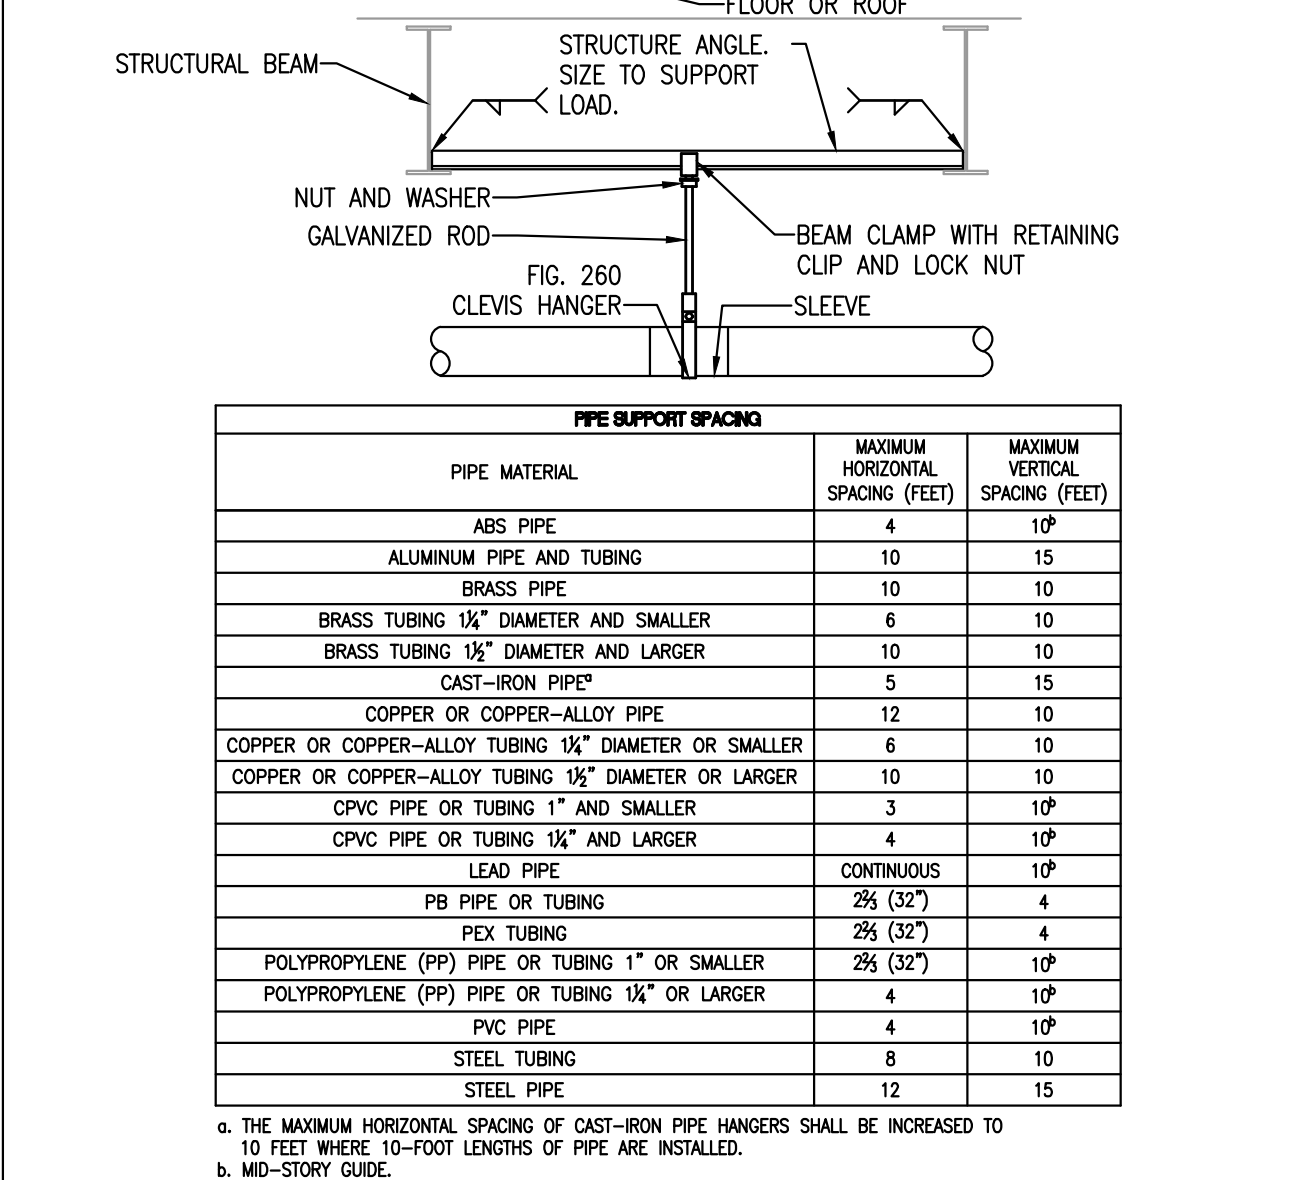 FLOOR OR ROOF
STRUCTURAL BEAM
STRUCTURE ANGLE.
SIZE TO SUPPORT
LOAD.
NUT AND WASHER
GALVANIZED ROD
BEAM CLAMP WITH RETAINING
CLIP AND LOCK NUT
FIG. 260
CLEVIS HANGER
SLEEVE
PIPE SUPPORT SPACING
PIPE MATERIAL MAXIMUM HORIZONTAL SPACING (FEET) MAXIMUM VERTICAL SPACING (FEET)
ABS PIPE 4 10ᵇ
ALUMINUM PIPE AND TUBING 10 15
BRASS PIPE 10 10
BRASS TUBING 1¼" DIAMETER AND SMALLER 6 10
BRASS TUBING 1½" DIAMETER AND LARGER 10 10
CAST-IRON PIPEᵃ 5 15
COPPER OR COPPER-ALLOY PIPE 12 10
COPPER OR COPPER-ALLOY TUBING 1¼" DIAMETER OR SMALLER 6 10
COPPER OR COPPER-ALLOY TUBING 1½" DIAMETER OR LARGER 10 10
CPVC PIPE OR TUBING 1" AND SMALLER 3 10ᵇ
CPVC PIPE OR TUBING 1¼" AND LARGER 4 10ᵇ
LEAD PIPE CONTINUOUS 10ᵇ
PB PIPE OR TUBING 2⅔ (32") 4
PEX TUBING 2⅔ (32") 4
POLYPROPYLENE (PP) PIPE OR TUBING 1" OR SMALLER 2⅔ (32") 10ᵇ
POLYPROPYLENE (PP) PIPE OR TUBING 1¼" OR LARGER 4 10ᵇ
PVC PIPE 4 10ᵇ
STEEL TUBING 8 10
STEEL PIPE 12 15
a. THE MAXIMUM HORIZONTAL SPACING OF CAST-IRON PIPE HANGERS SHALL BE INCREASED TO
10 FEET WHERE 10-FOOT LENGTHS OF PIPE ARE INSTALLED.
b. MID-STORY GUIDE.